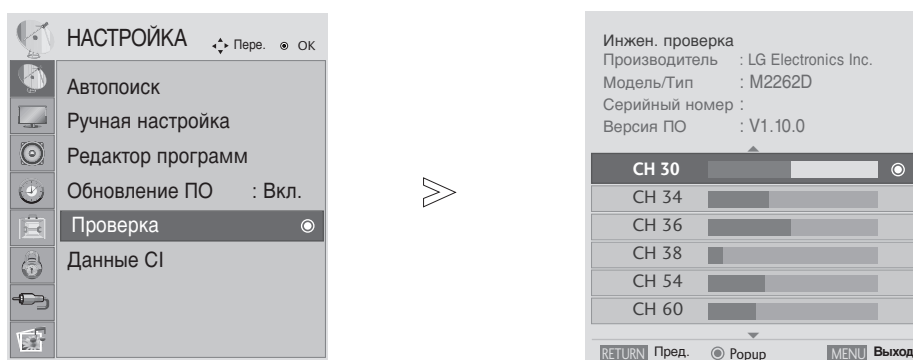 НАСТРОЙКА Пере. OK
Автопоиск
Ручная настройка
Редактор программ
Обновление ПО : Вкл.
Проверка
Данные CI
Инжен. проверка
Производитель : LG Electronics Inc.
Модель/Тип : M2262D
Серийный номер :
Версия ПО : V1.10.0
CH 30
CH 34
CH 36
CH 38
CH 54
CH 60
RETURN Пред. Popup MENU Выход